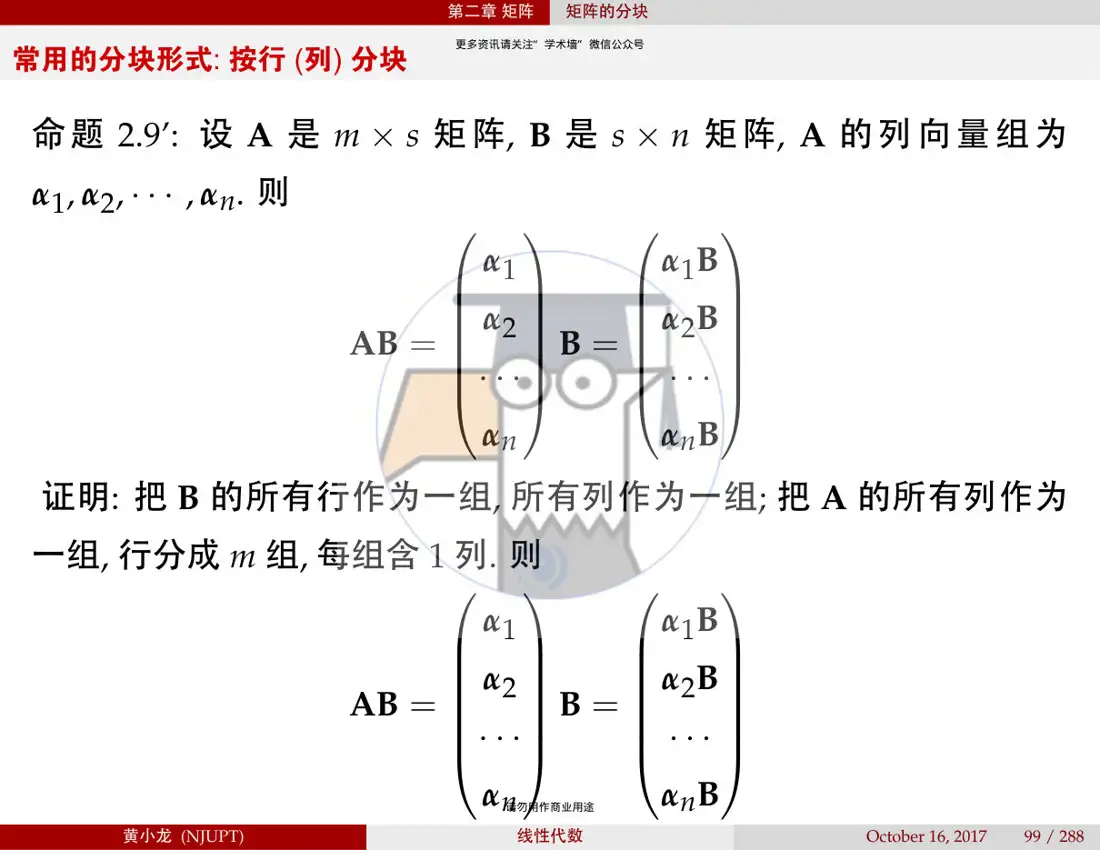 第二章 矩阵 矩阵的分块
更多资讯请关注“学术墙”微信公众号
常用的分块形式: 按行 (列) 分块
命题 2.9’: 设 A 是 m × s 矩阵, B 是 s × n 矩阵, A 的列向量组为
α₁, α₂, · · · , αₙ. 则
AB = (α₁ α₂ · · · αₙ) B = (α₁B α₂B · · · αₙB)
证明: 把 B 的所有行作为一组, 所有列作为一组; 把 A 的所有列作为
一组, 行分成 m 组, 每组含 1 列. 则
AB = (α₁ α₂ · · · αₙ) B = (α₁B α₂B · · · αₙB)
请勿用作商业用途
黄小龙 (NJUPT) 线性代数 October 16, 2017 99 / 288